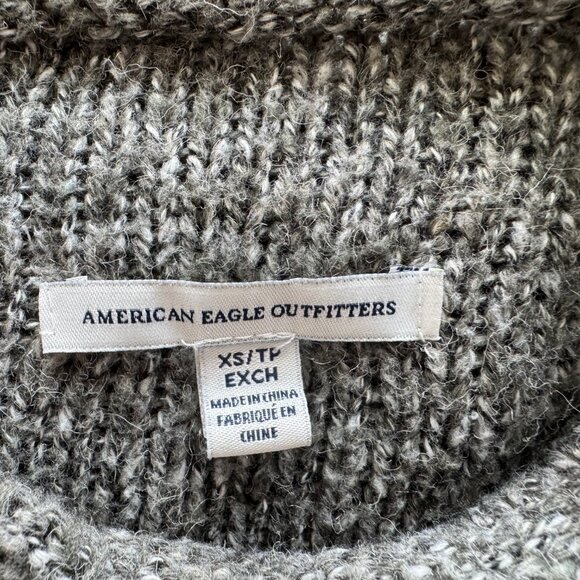 AMERICAN EAGLE OUTFITTERS
XS/TP
EXCH
MADE IN CHINA
FABRIQUÉ EN
CHINE